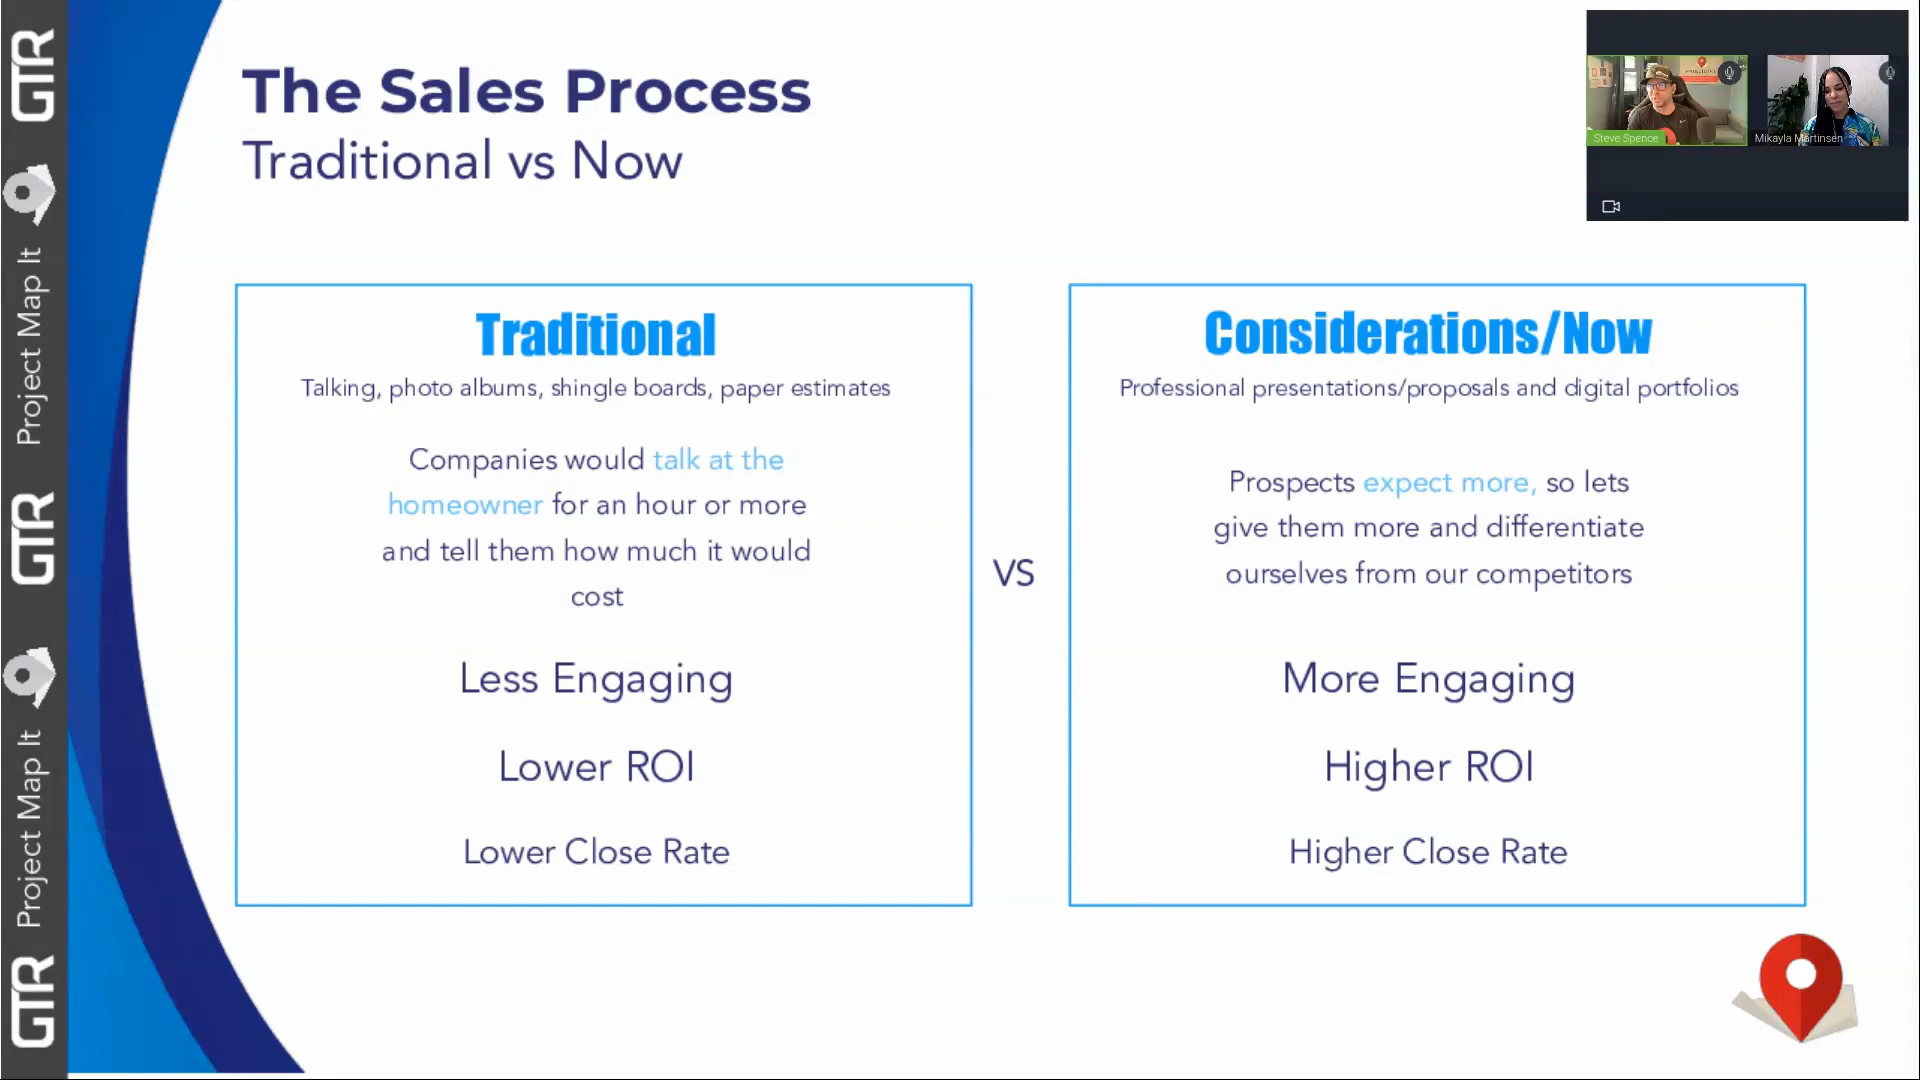 The Sales Process
Traditional vs Now
Steve Spence
Mikayla Martinsen
Traditional
Talking, photo albums, shingle boards, paper estimates
Companies would talk at the
homeowner for an hour or more
and tell them how much it would
cost
Less Engaging
Lower ROI
Lower Close Rate
VS
Considerations/Now
Professional presentations/proposals and digital portfolios
Prospects expect more, so lets
give them more and differentiate
ourselves from our competitors
More Engaging
Higher ROI
Higher Close Rate
GTR
Project Map It
GTR
Project Map It
GTR